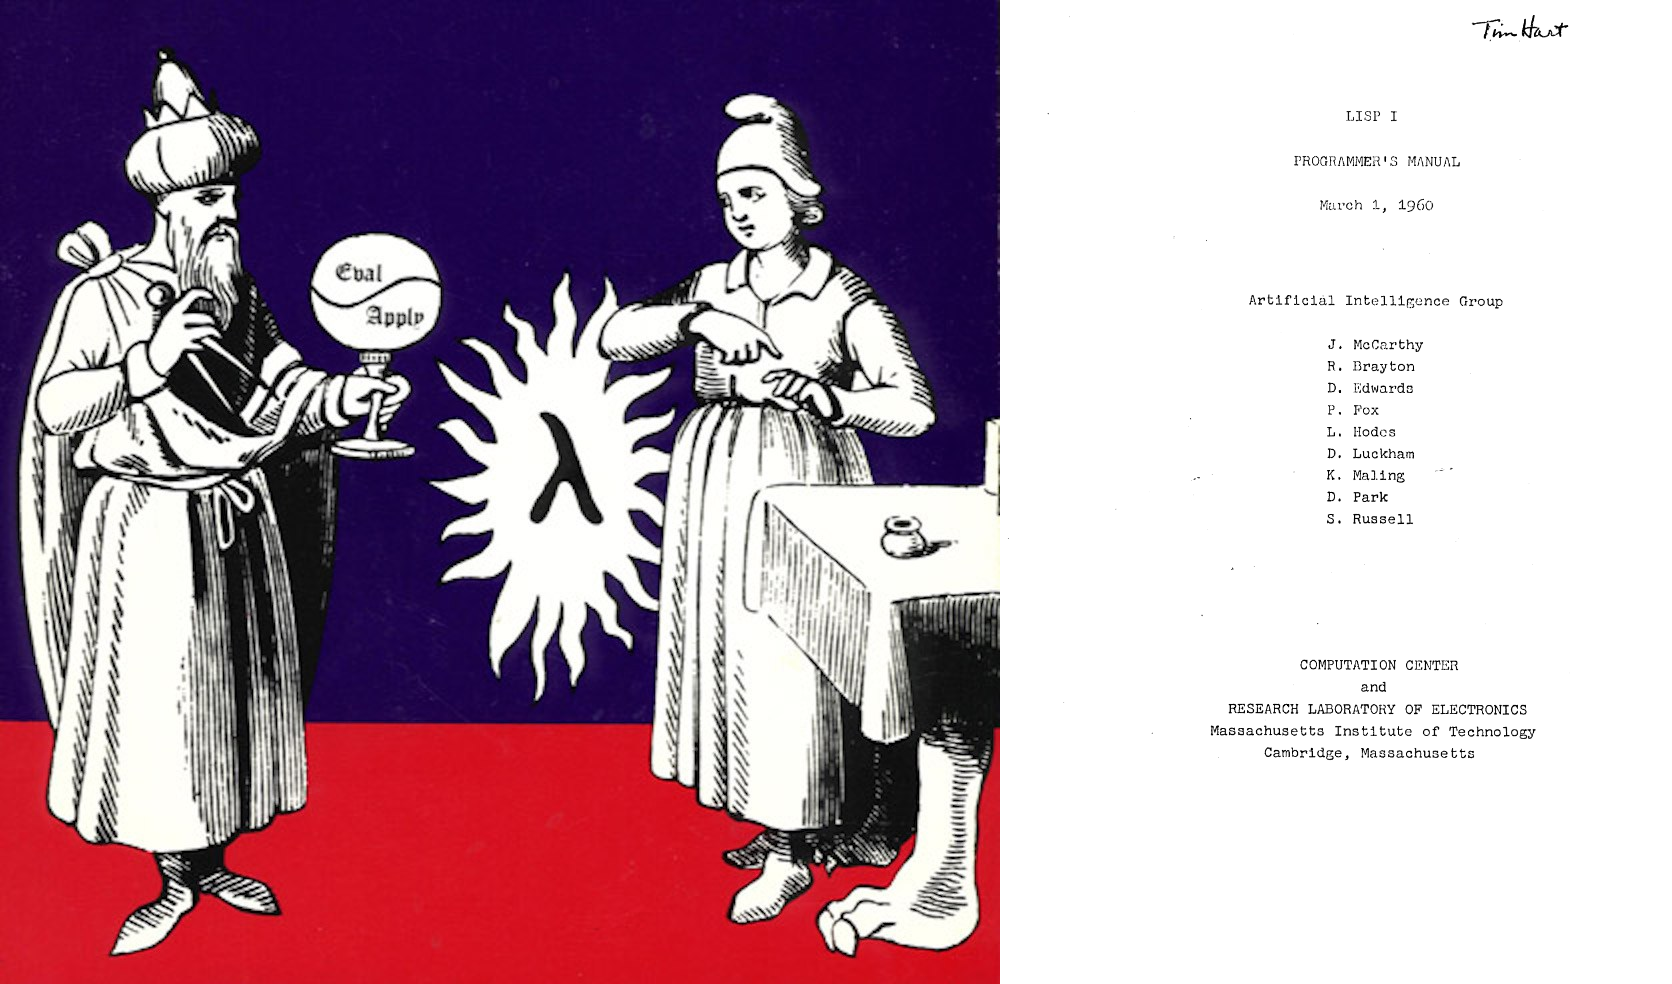 Eval
Apply
λ
Tim Hart
LISP I
PROGRAMMER'S MANUAL
March 1, 1960
Artificial Intelligence Group
J. McCarthy
R. Brayton
D. Edwards
P. Fox
L. Hodes
D. Luckham
K. Maling
D. Park
S. Russell
COMPUTATION CENTER
and
RESEARCH LABORATORY OF ELECTRONICS
Massachusetts Institute of Technology
Cambridge, Massachusetts